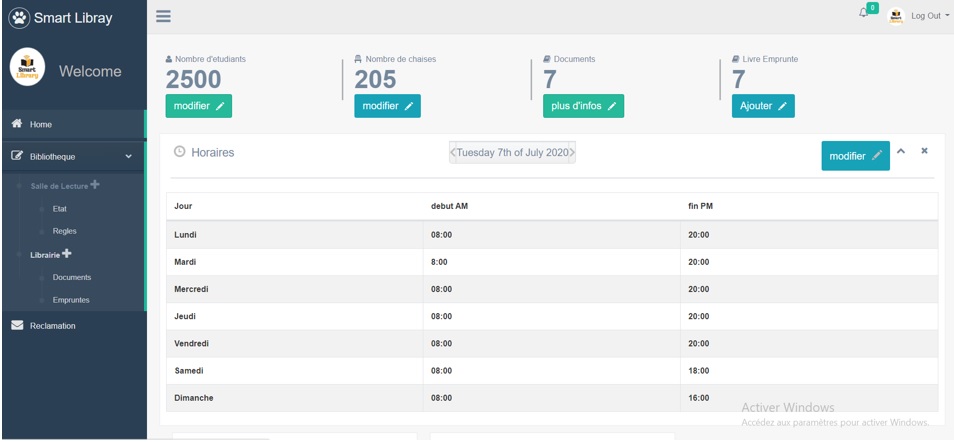 Smart Libray
0
Smart Library
Log Out
Smart Library
Welcome
Home
Bibliotheque
Salle de Lecture
Etat
Regles
Librairie
Documents
Empruntes
Reclamation
Nombre d'etudiants
2500
modifier
Nombre de chaises
205
modifier
Documents
7
plus d'infos
Livre Emprunte
7
Ajouter
Horaires
<Tuesday 7th of July 2020>
modifier
Jour debut AM fin PM
Lundi 08:00 20:00
Mardi 8:00 20:00
Mercredi 08:00 20:00
Jeudi 08:00 20:00
Vendredi 08:00 20:00
Samedi 08:00 18:00
Dimanche 08:00 16:00
Activer Windows
Accédez aux paramètres pour activer Windows.